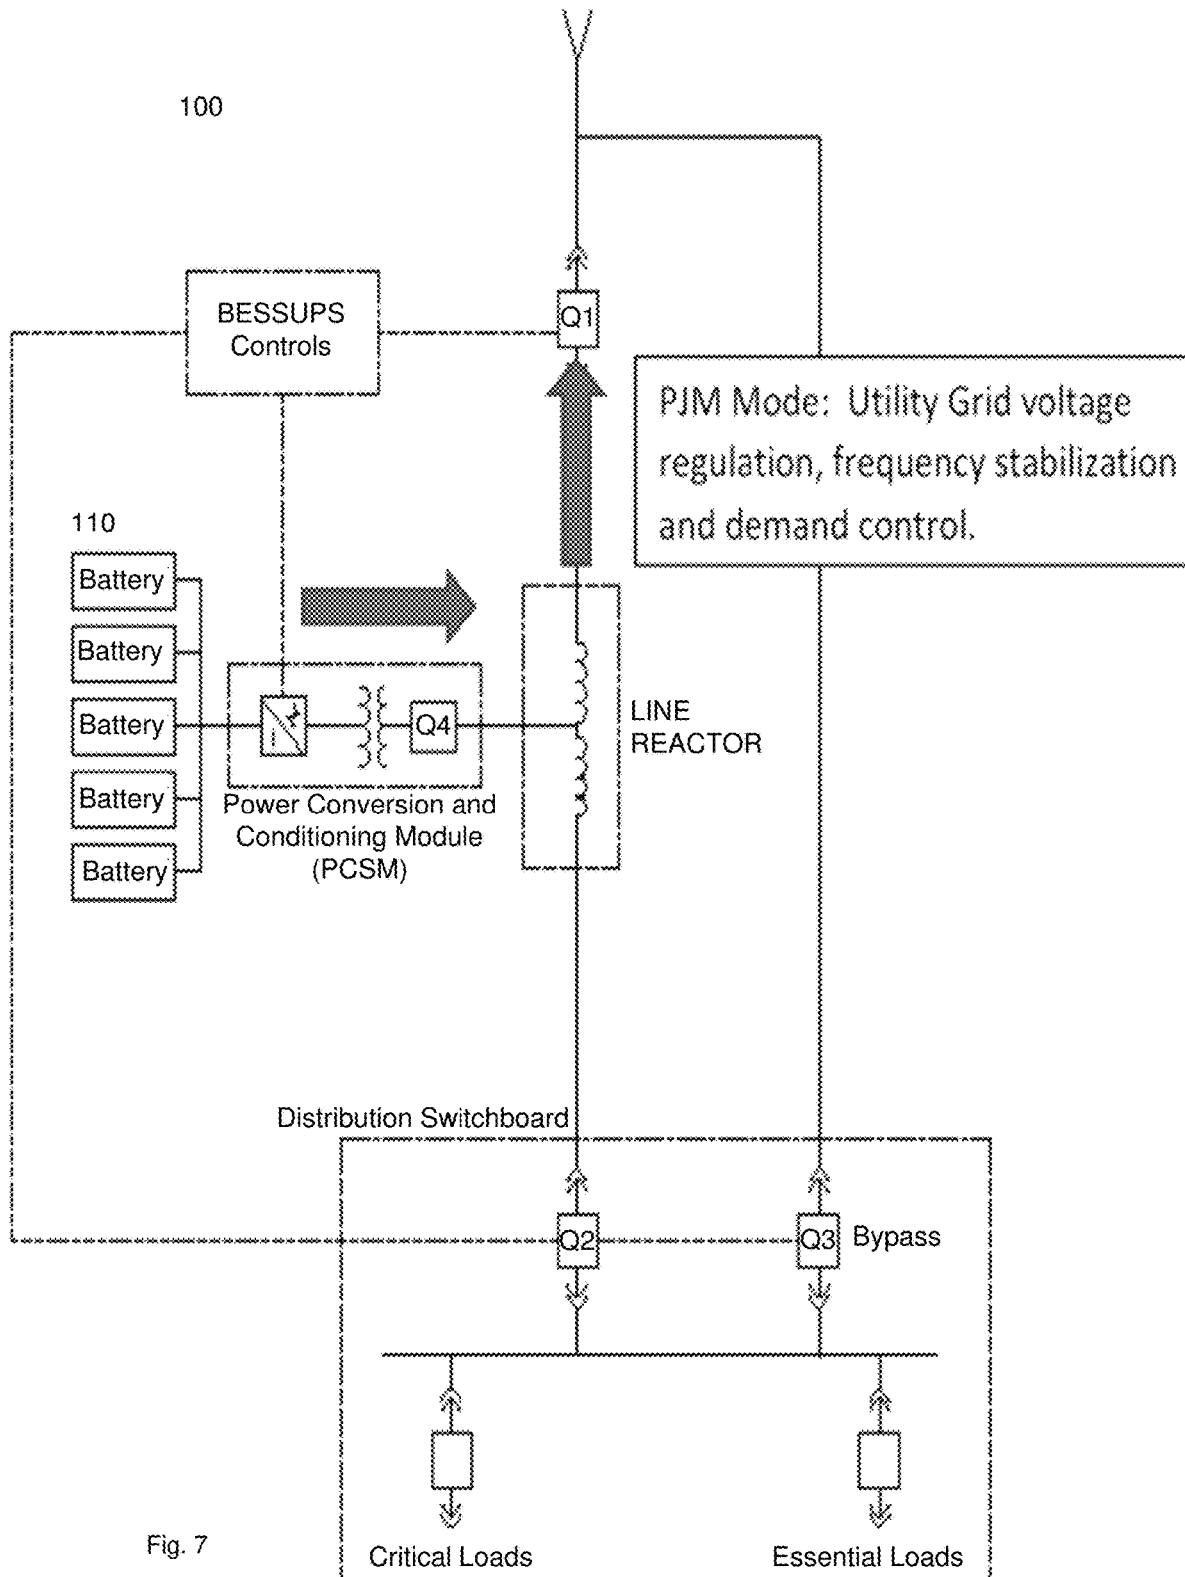 100
BESSUPS
Controls
Q1
PJM Mode: Utility Grid voltage
regulation, frequency stabilization
and demand control.
110
Battery
Battery
Battery
Battery
Battery
Q4
LINE
REACTOR
Power Conversion and
Conditioning Module
(PCSM)
Distribution Switchboard
Q2
Q3
Bypass
Critical Loads
Essential Loads
Fig. 7